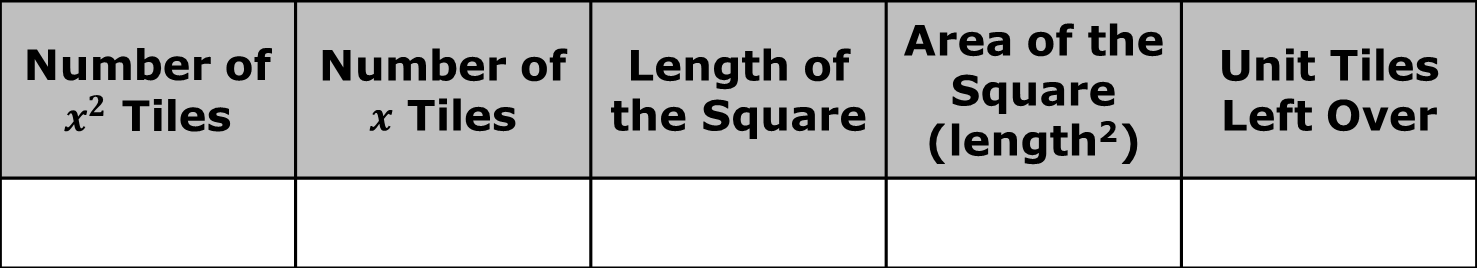 Number of
x² Tiles
Number of
x Tiles
Length of
the Square
Area of the
Square
(length²)
Unit Tiles
Left Over